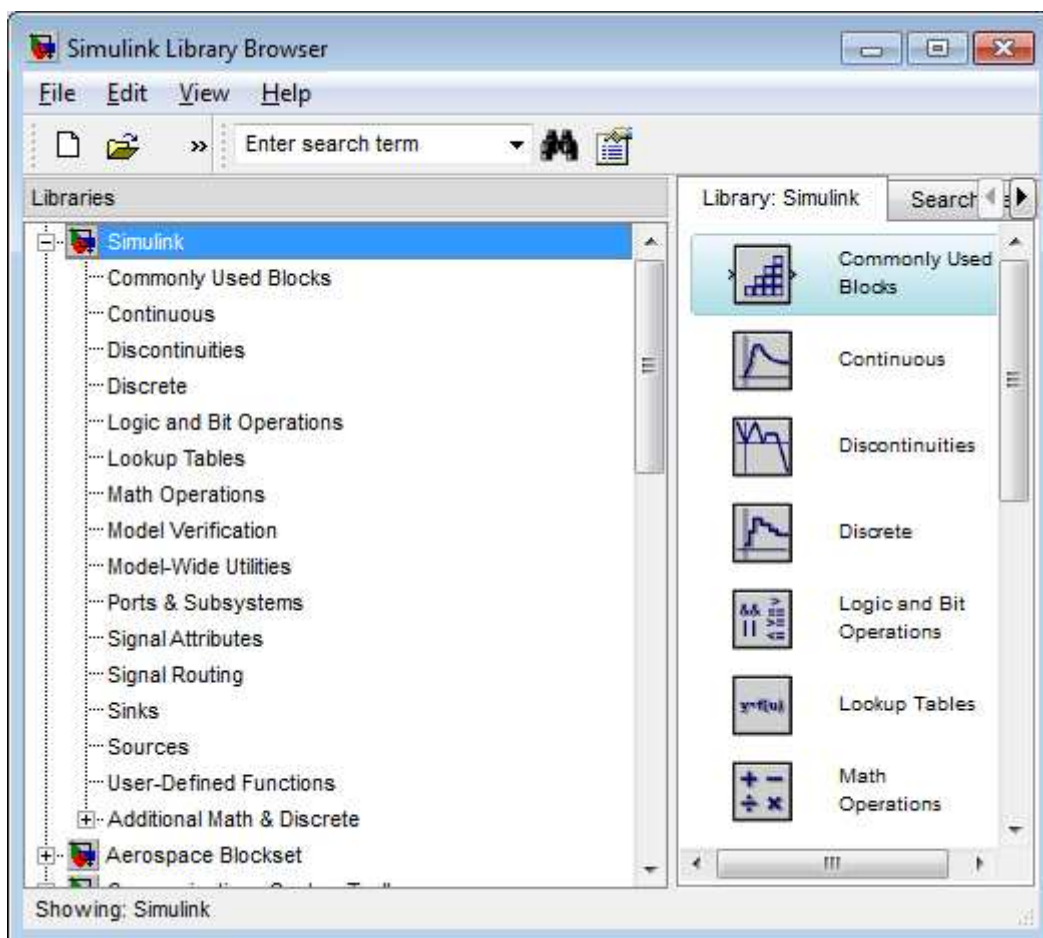 Simulink Library Browser
File Edit View Help
» Enter search term
Libraries
Simulink
Commonly Used Blocks
Continuous
Discontinuities
Discrete
Logic and Bit Operations
Lookup Tables
Math Operations
Model Verification
Model-Wide Utilities
Ports & Subsystems
Signal Attributes
Signal Routing
Sinks
Sources
User-Defined Functions
Additional Math & Discrete
Aerospace Blockset
Library: Simulink Search
Commonly Used
Blocks
Continuous
Discontinuities
Discrete
&& > == >= || <=
Logic and Bit
Operations
y=f(u)
Lookup Tables
+ − ÷ ×
Math
Operations
Showing: Simulink